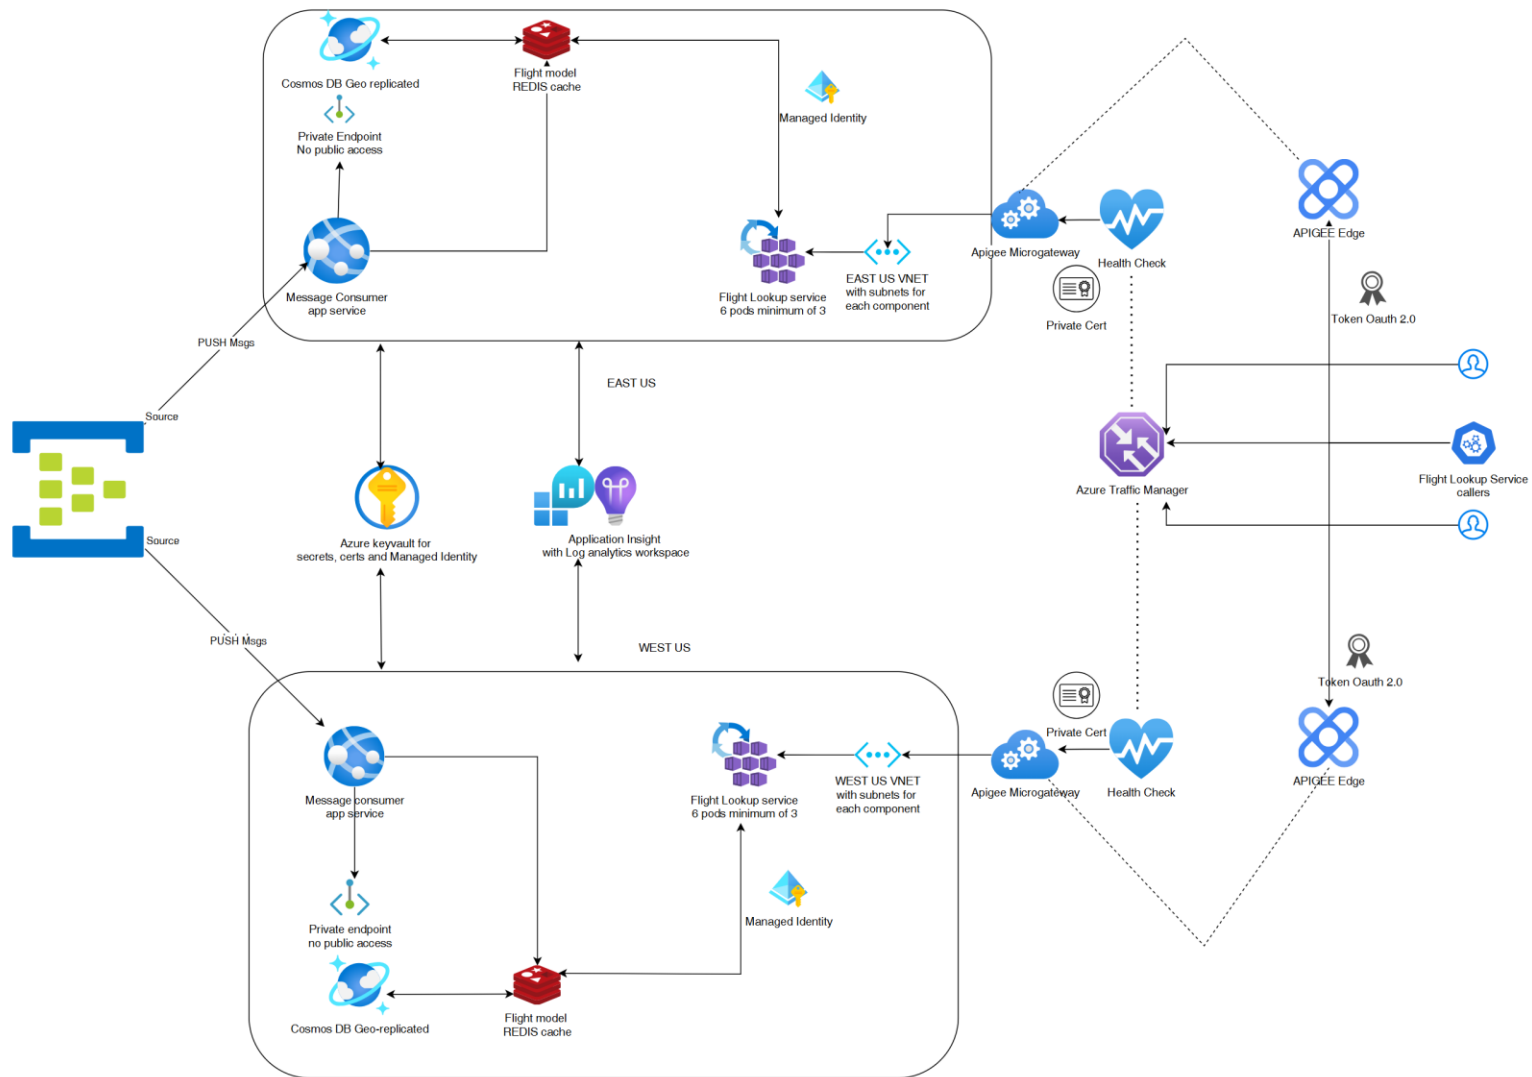 Cosmos DB Geo replicated
Flight model
REDIS cache
Managed Identity
Private Endpoint
No public access
APIGEE Edge
Apigee Microgateway
Health Check
EAST US VNET
with subnets for
each component
Message Consumer
app service
Flight Lookup service
6 pods minimum of 3
Private Cert
Token Oauth 2.0
PUSH Msgs
EAST US
Source
Azure Traffic Manager
Flight Lookup Service
callers
Source
Azure keyvault for
secrets, certs and Managed Identity
Application Insight
with Log analytics workspace
PUSH Msgs
WEST US
Token Oauth 2.0
Private Cert
WEST US VNET
with subnets for
each component
Apigee Microgateway
Health Check
APIGEE Edge
Message consumer
app service
Flight Lookup service
6 pods minimum of 3
Managed Identity
Private endpoint
no public access
Cosmos DB Geo-replicated
Flight model
REDIS cache